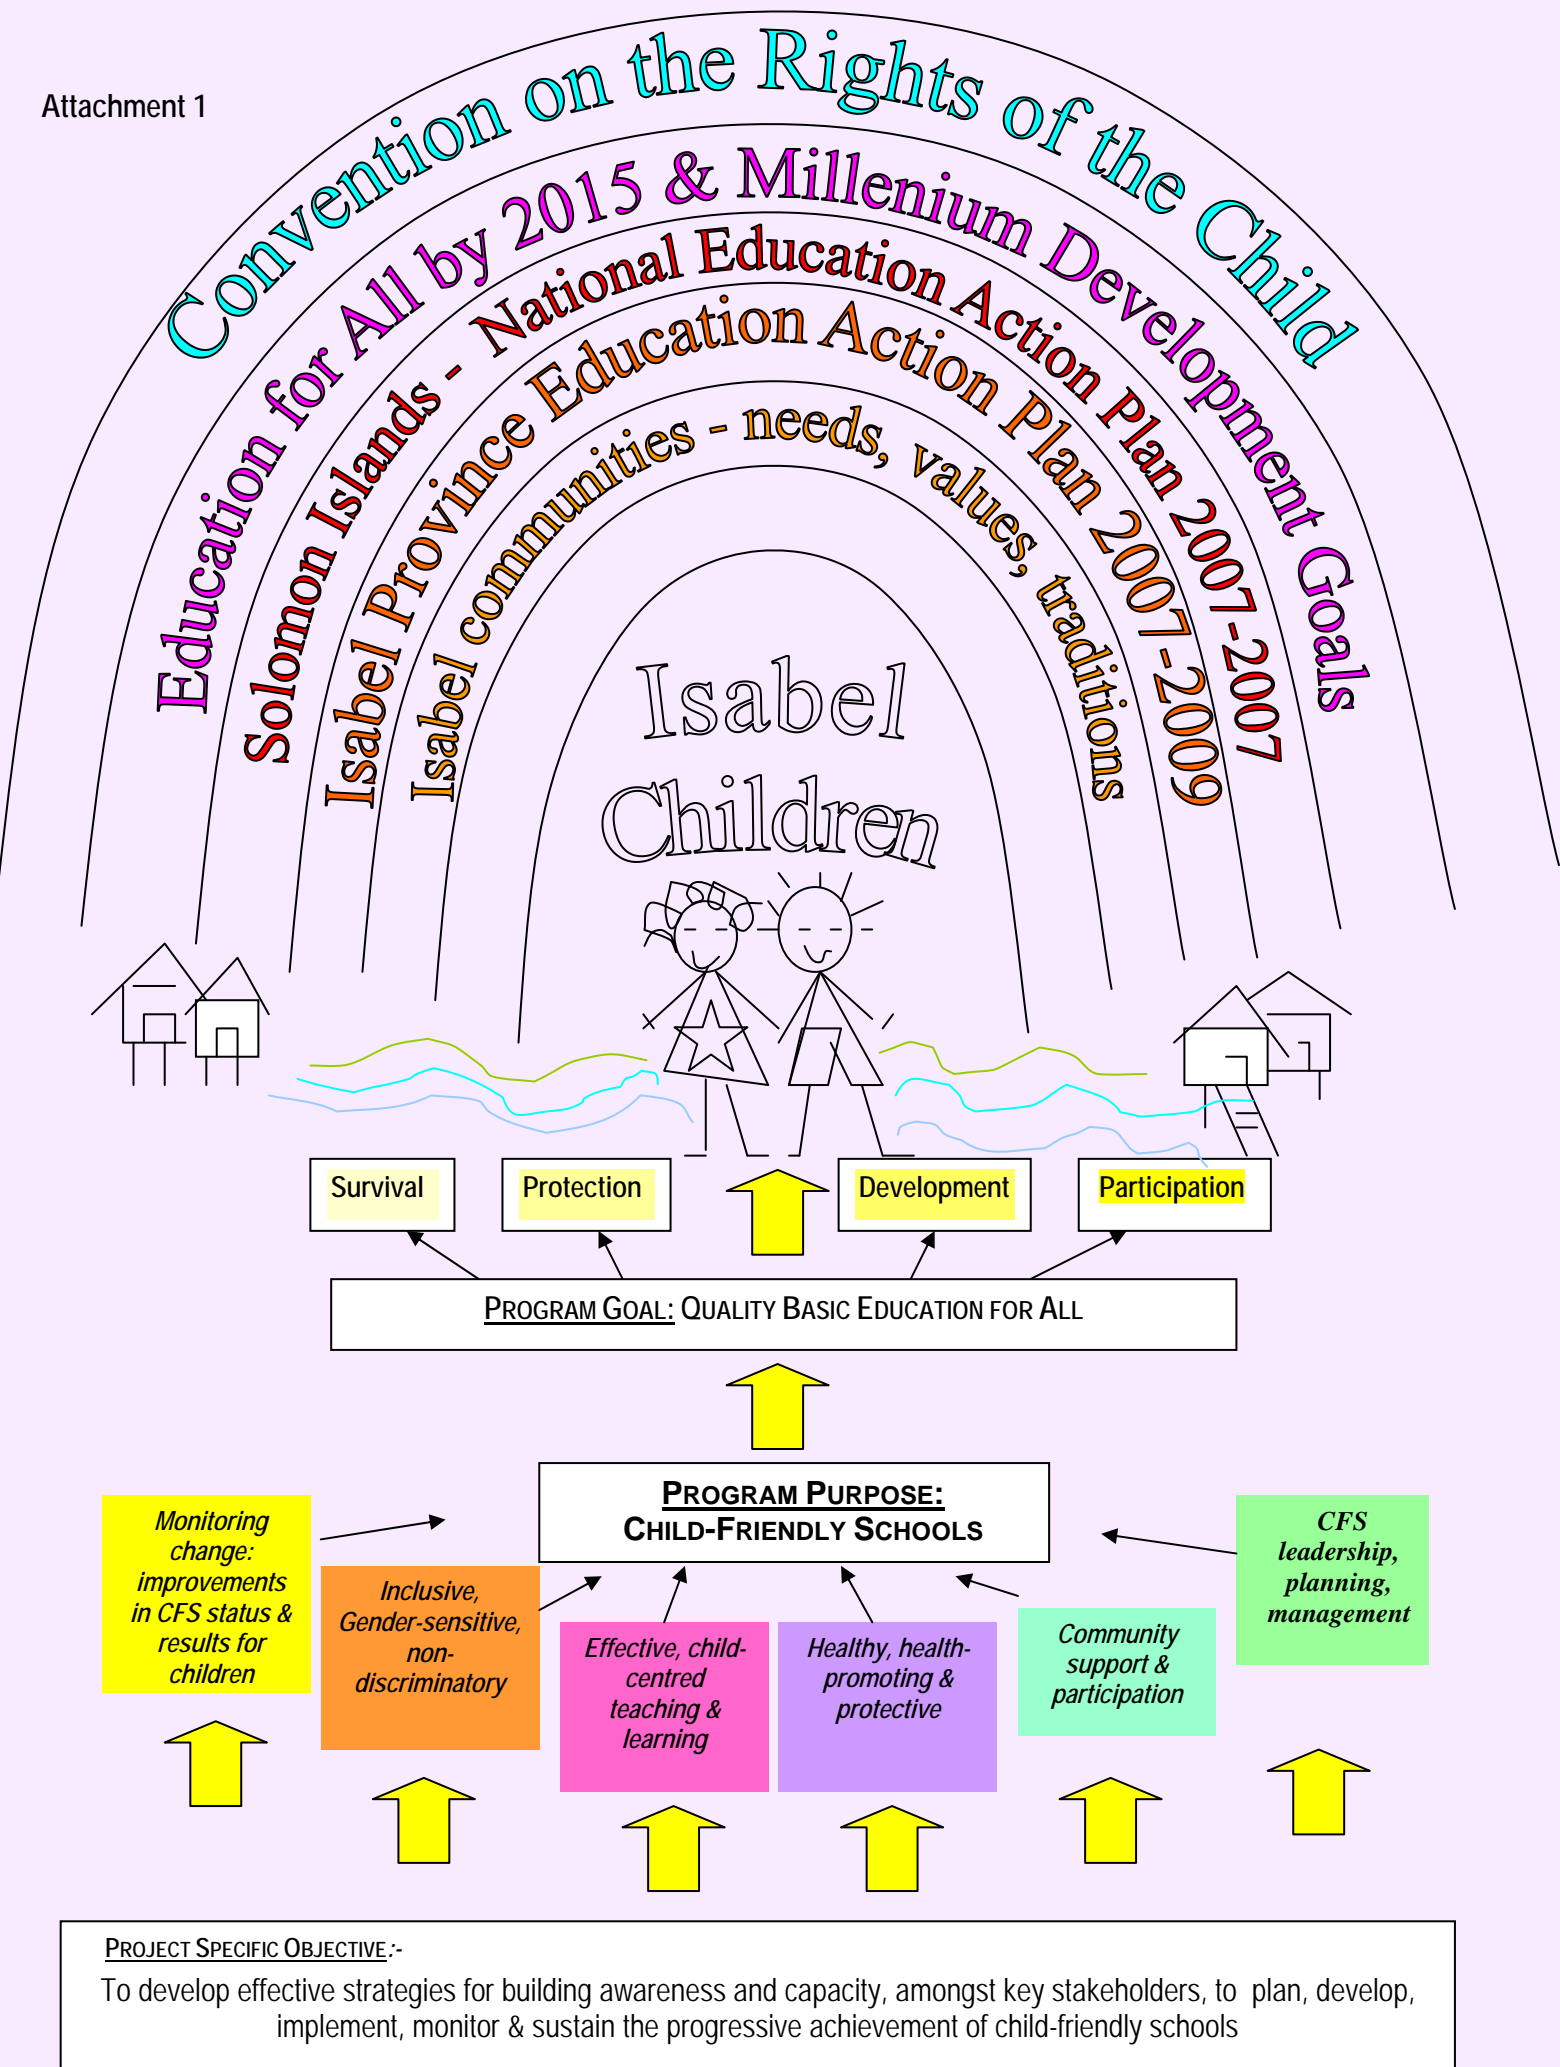 Attachment 1
Convention on the Rights of the Child
Education for All by 2015 & Millenium Development Goals
Solomon Islands - National Education Action Plan 2007-2007
Isabel Province Education Action Plan 2007-2009
Isabel communities - needs, values, traditions
Isabel
Children
Survival
Protection
Development
Participation
PROGRAM GOAL: QUALITY BASIC EDUCATION FOR ALL
PROGRAM PURPOSE:
CHILD-FRIENDLY SCHOOLS
Monitoring
change:
improvements
in CFS status &
results for
children
Inclusive,
Gender-sensitive,
non-
discriminatory
Effective, child-
centred
teaching &
learning
Healthy, health-
promoting &
protective
Community
support &
participation
CFS
leadership,
planning,
management
PROJECT SPECIFIC OBJECTIVE:-
To develop effective strategies for building awareness and capacity, amongst key stakeholders, to plan, develop,
implement, monitor & sustain the progressive achievement of child-friendly schools